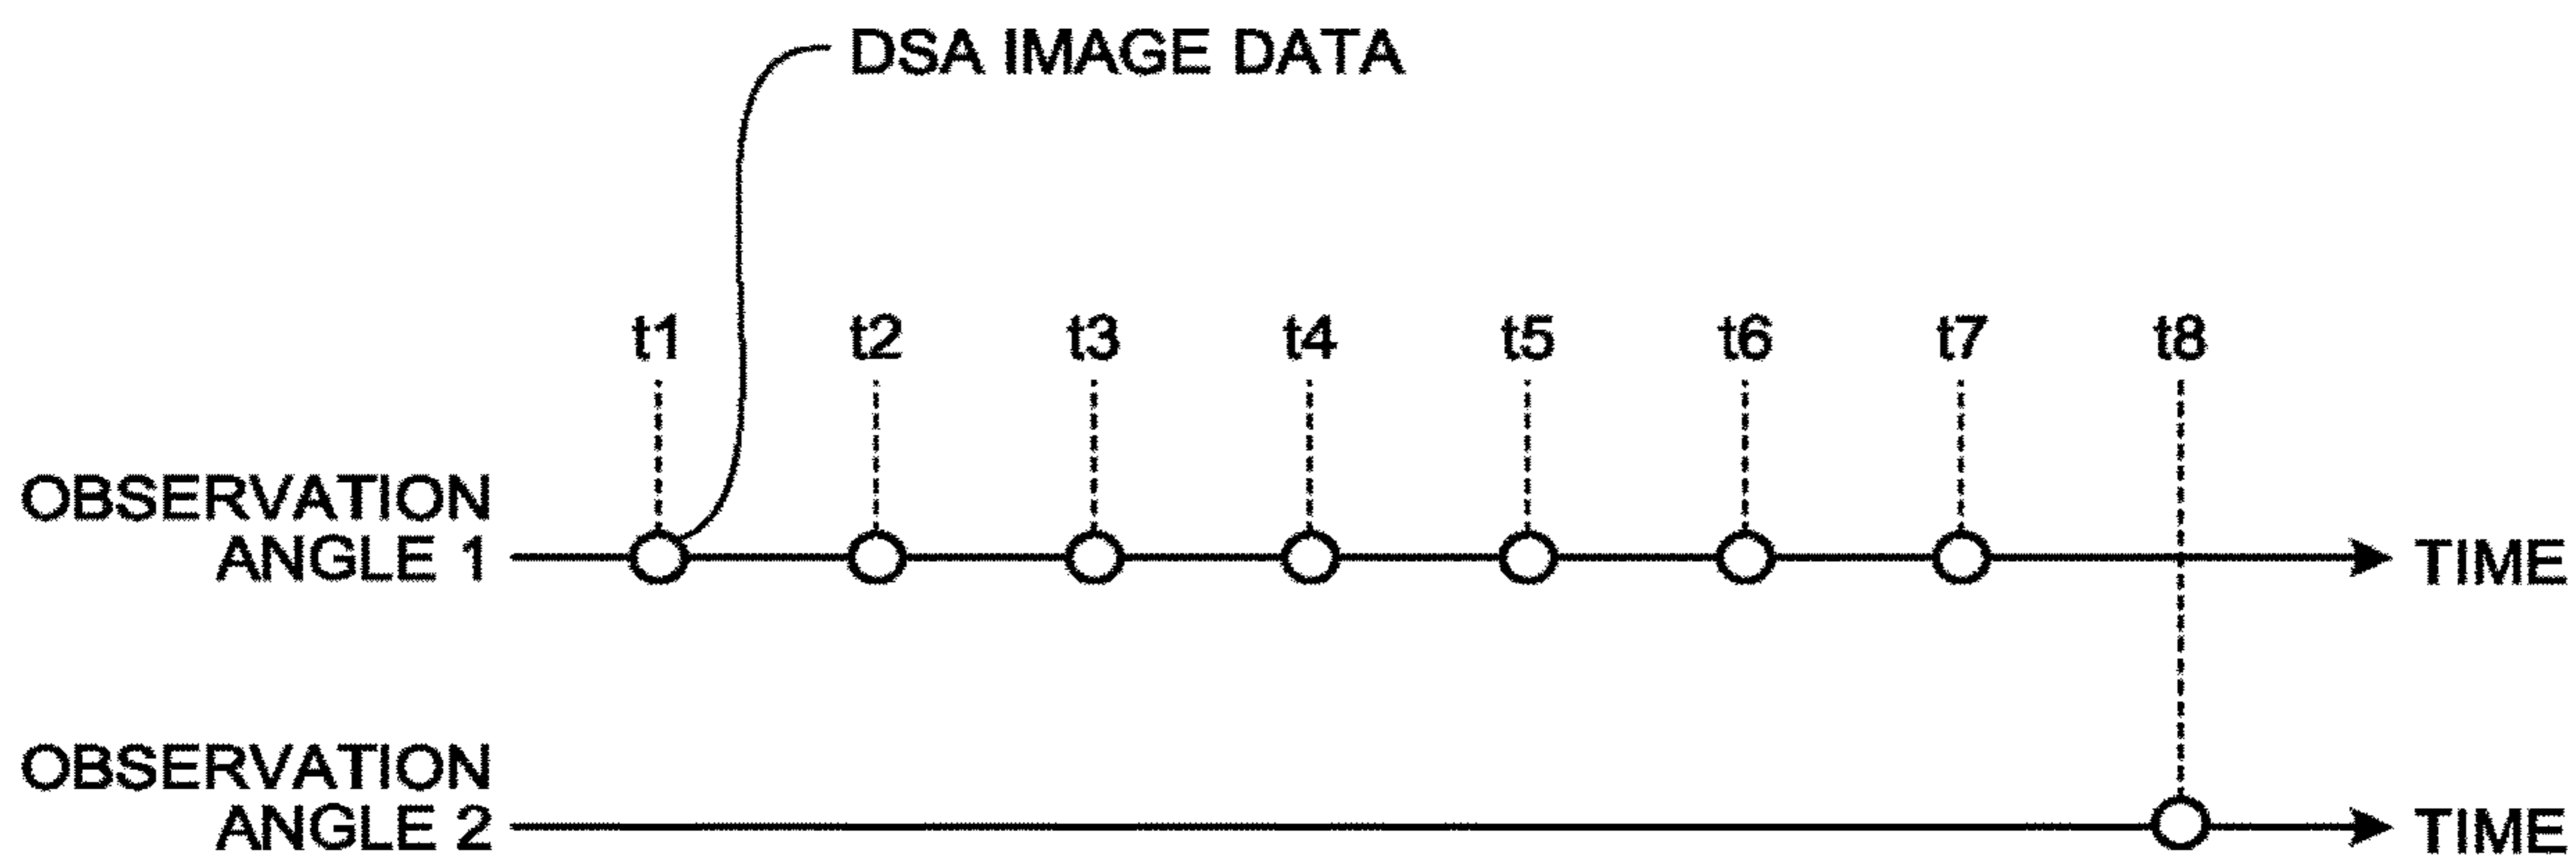 DSA IMAGE DATA
t1 t2 t3 t4 t5 t6 t7 t8
OBSERVATION
ANGLE 1
TIME
OBSERVATION
ANGLE 2
TIME